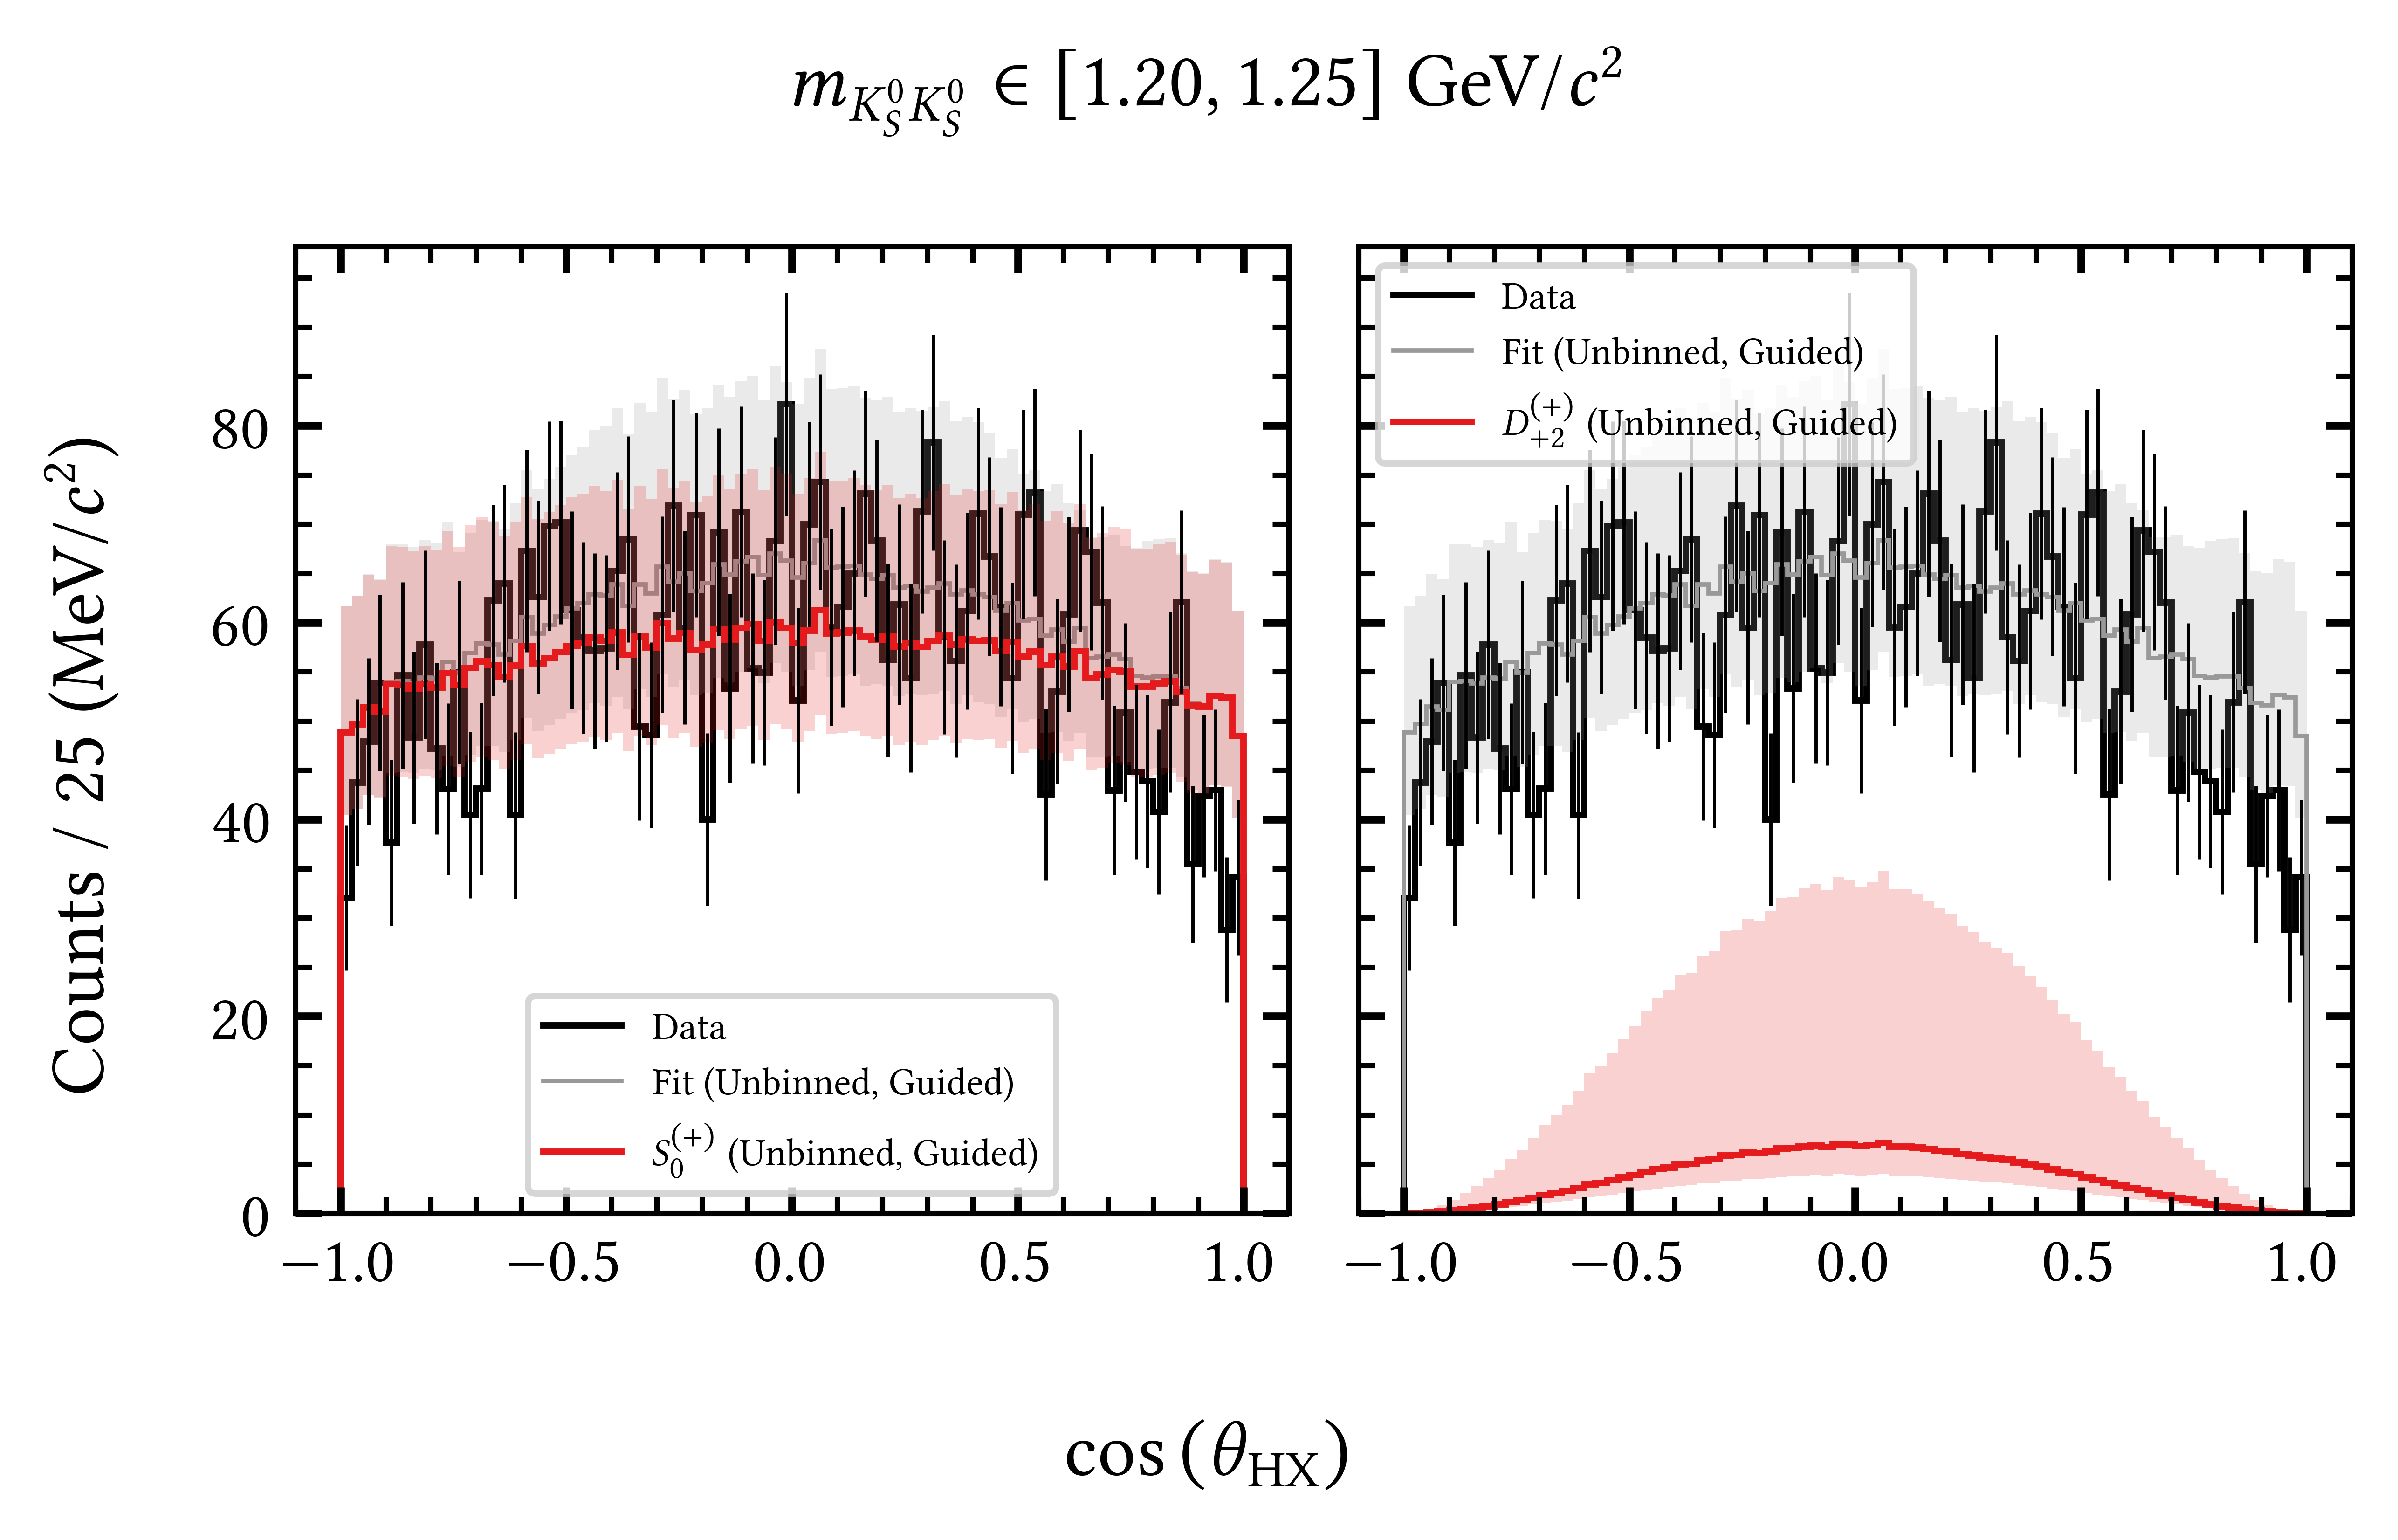 m_{K_S^0 K_S^0} ∈ [1.20, 1.25] GeV/c²
Counts / 25 (MeV/c²)
80
60
40
20
0
Data
Fit (Unbinned, Guided)
S_0^{(+)} (Unbinned, Guided)
−1.0 −0.5 0.0 0.5 1.0
Data
Fit (Unbinned, Guided)
D_{+2}^{(+)} (Unbinned, Guided)
−1.0 −0.5 0.0 0.5 1.0
cos (θ_{HX})